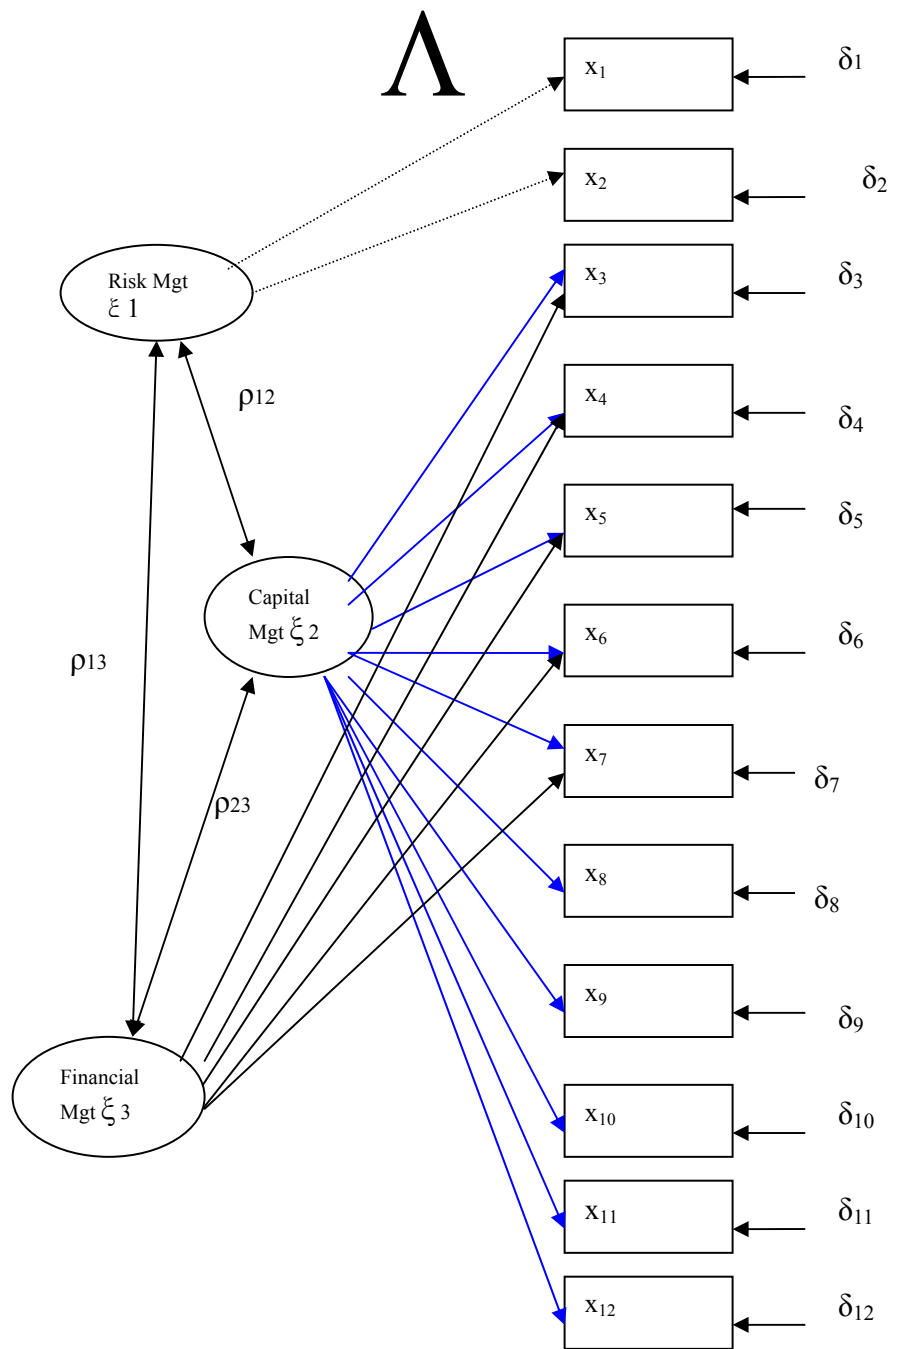 Λ
x1
δ1
x2
δ2
Risk Mgt
ξ 1
x3
δ3
ρ12
x4
δ4
x5
δ5
Capital
Mgt ξ 2
x6
δ6
ρ13
x7
δ7
ρ23
x8
δ8
x9
δ9
Financial
Mgt ξ 3
x10
δ10
x11
δ11
x12
δ12